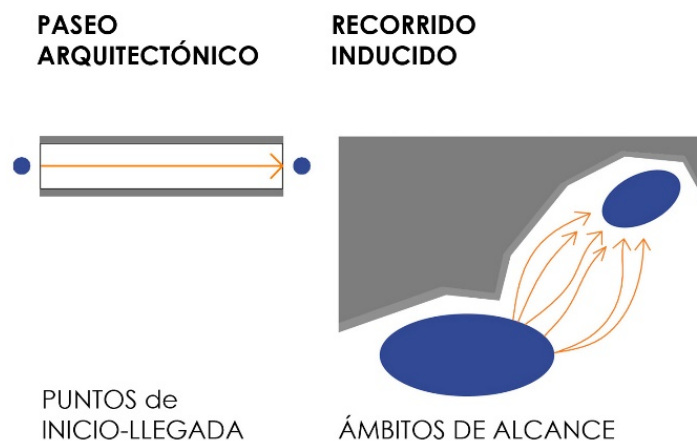 PASEO
ARQUITECTÓNICO
RECORRIDO
INDUCIDO
PUNTOS de
INICIO-LLEGADA
ÁMBITOS DE ALCANCE